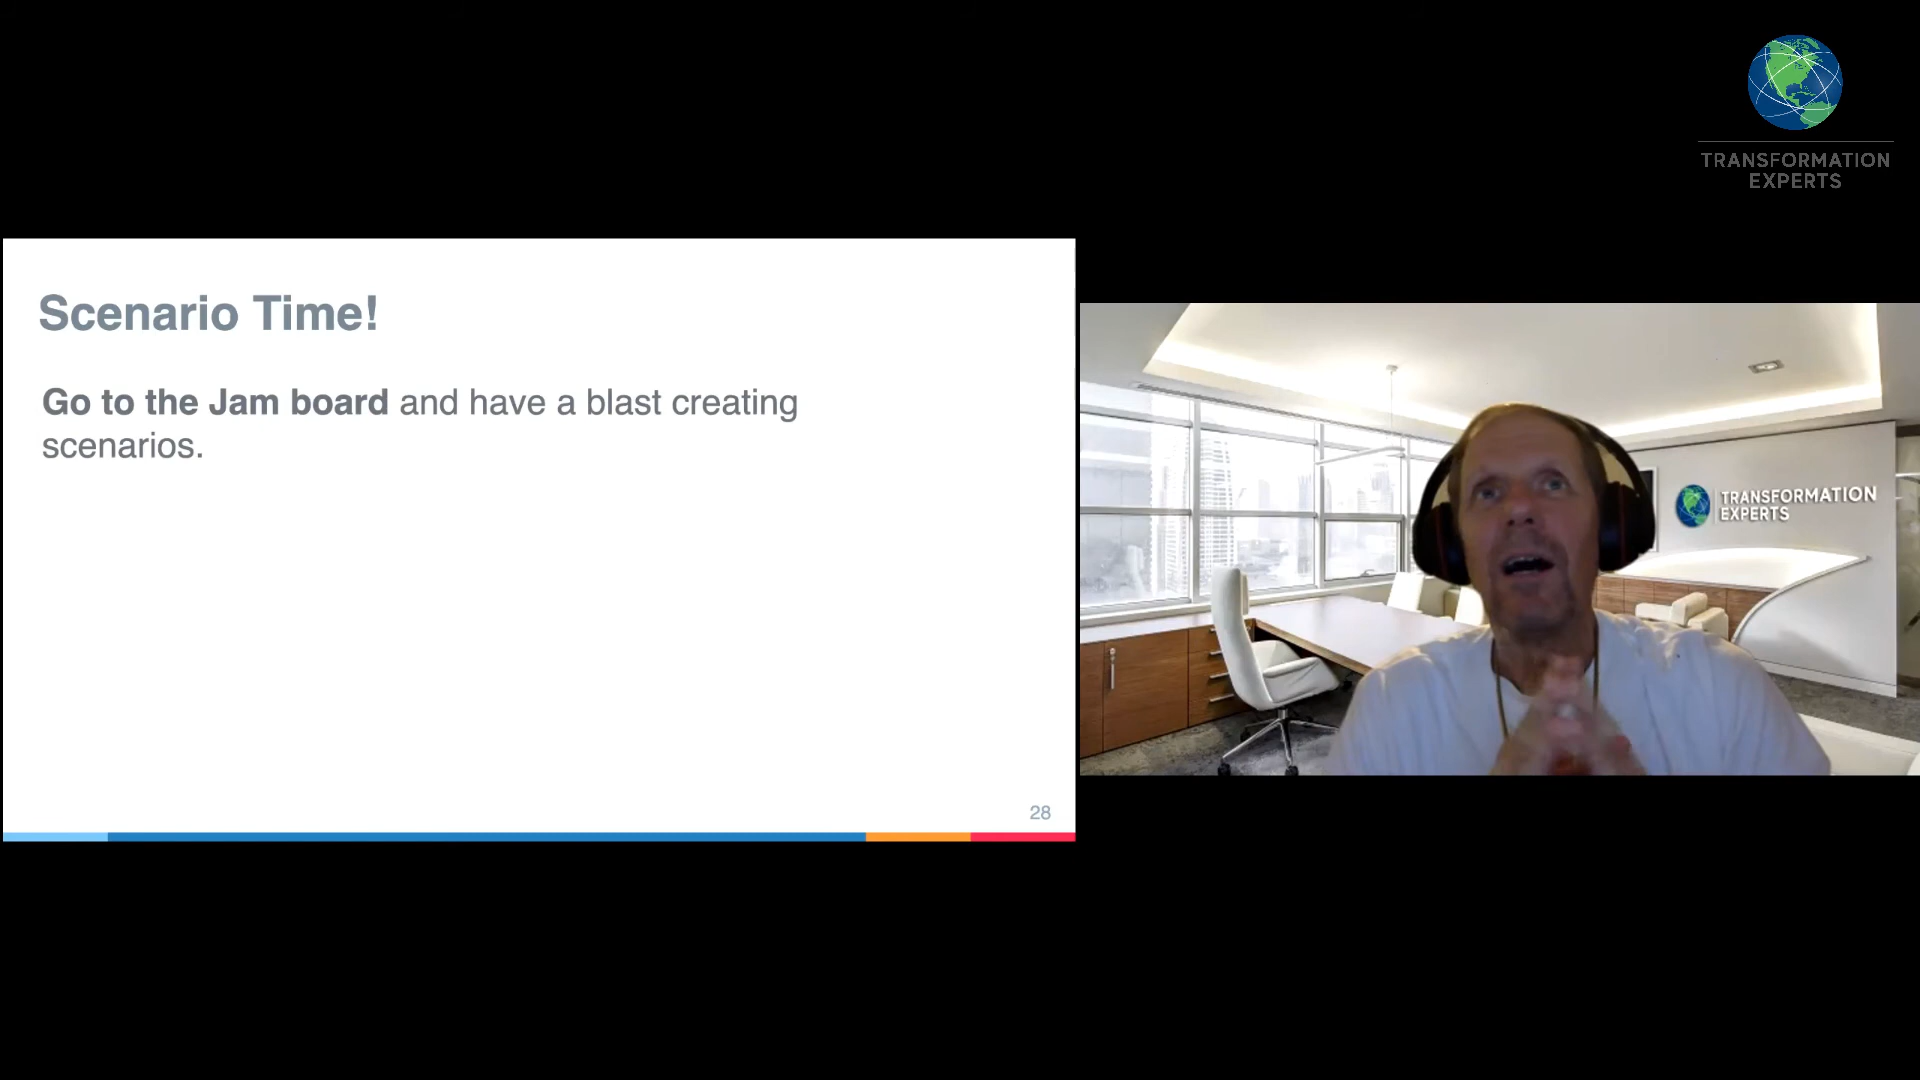 TRANSFORMATION
EXPERTS
Scenario Time!
Go to the Jam board and have a blast creating
scenarios.
TRANSFORMATION
EXPERTS
28